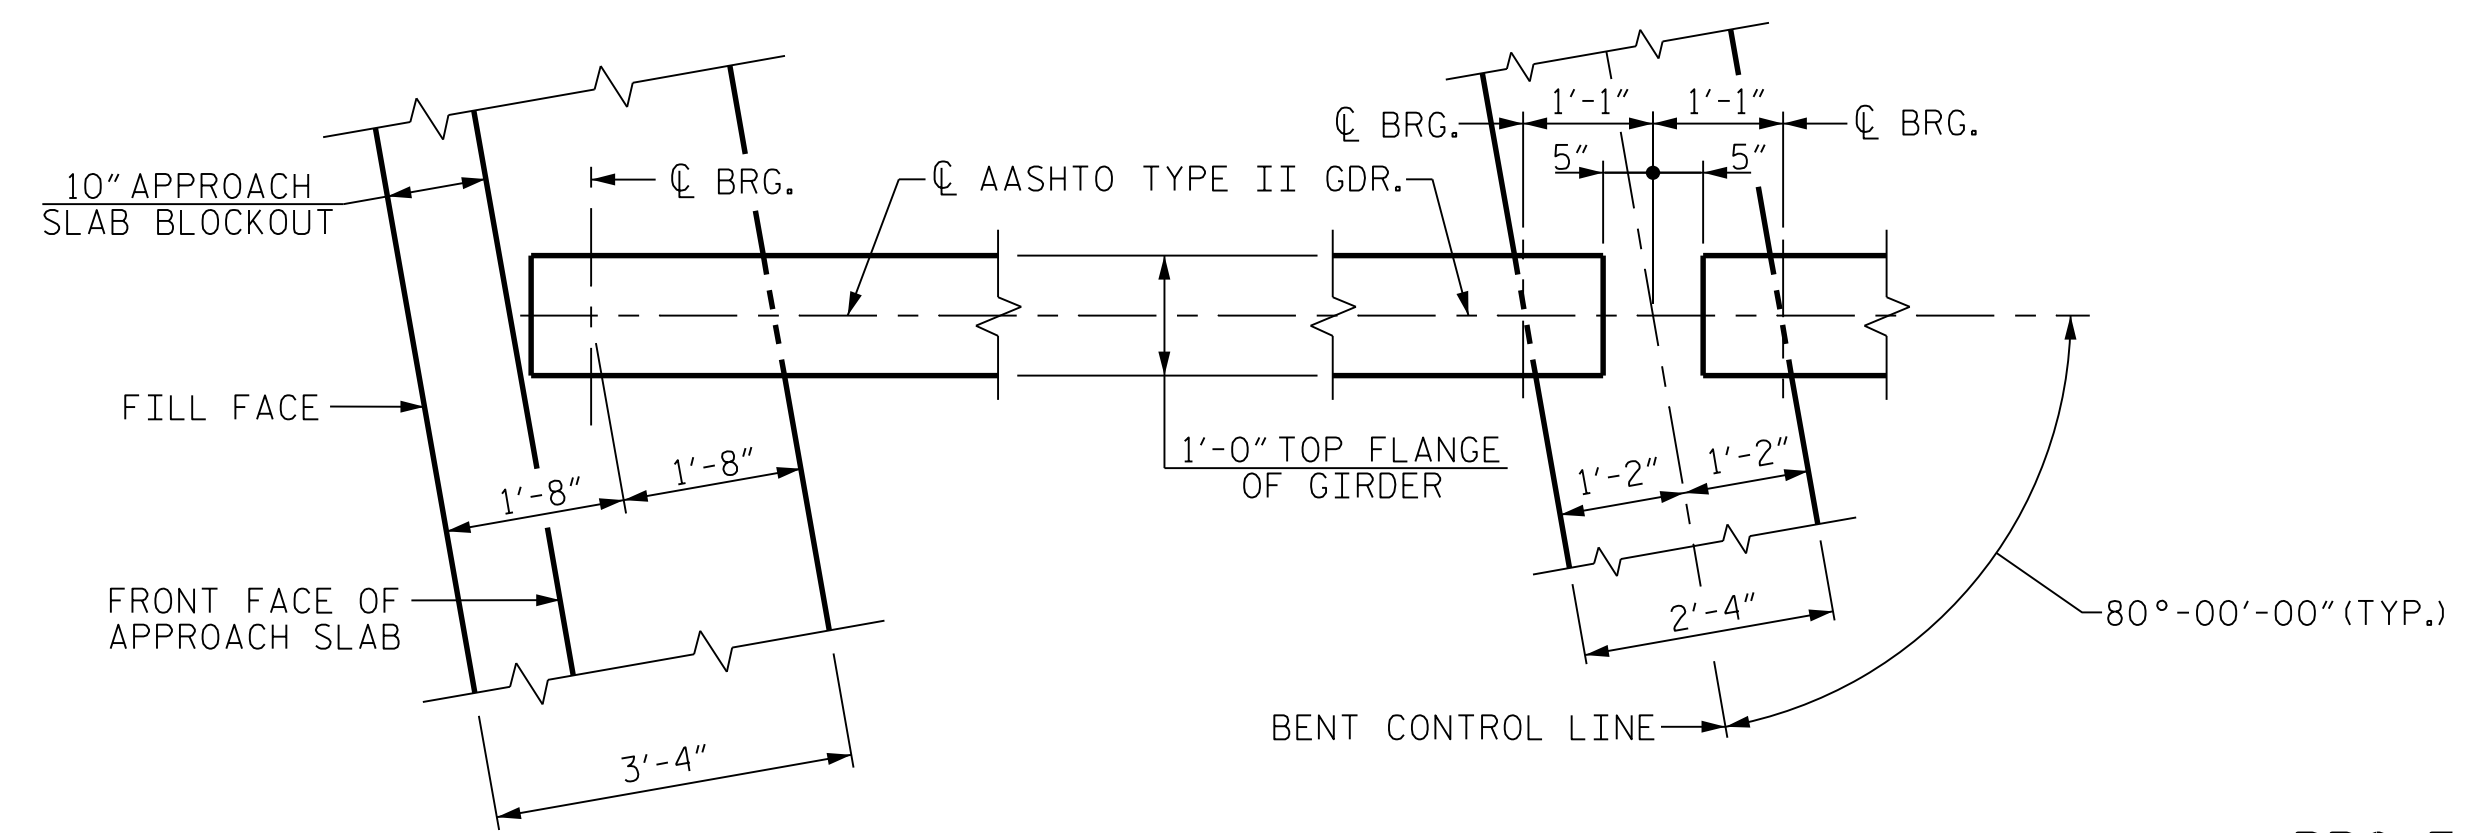 1'-1"
1'-1"
℄ BRG.
℄ BRG.
5"
5"
10" APPROACH
SLAB BLOCKOUT
℄ BRG.
℄ AASHTO TYPE II GDR.
FILL FACE
1'-8"
1'-8"
1'-0" TOP FLANGE
OF GIRDER
1'-2"
1'-2"
FRONT FACE OF
APPROACH SLAB
2'-4"
80°-00'-00" (TYP.)
BENT CONTROL LINE
3'-4"